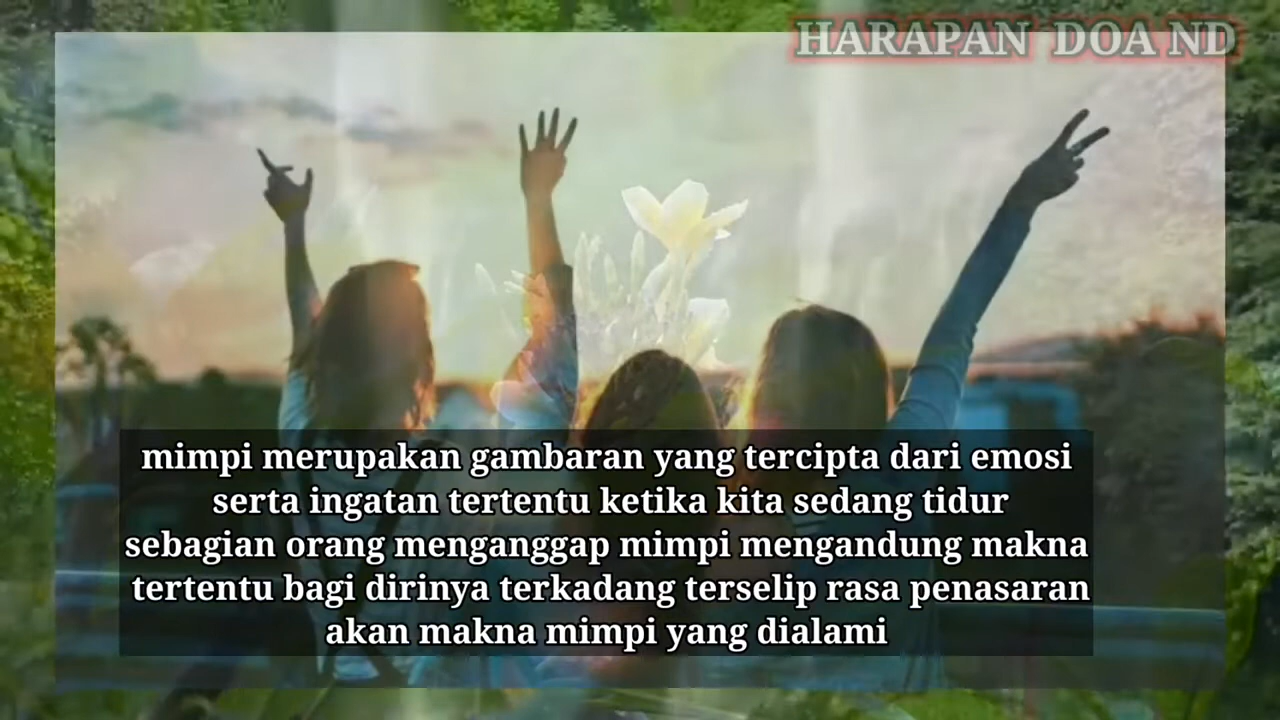 HARAPAN DOA ND
mimpi merupakan gambaran yang tercipta dari emosi
serta ingatan tertentu ketika kita sedang tidur
sebagian orang menganggap mimpi mengandung makna
tertentu bagi dirinya terkadang terselip rasa penasaran
akan makna mimpi yang dialami